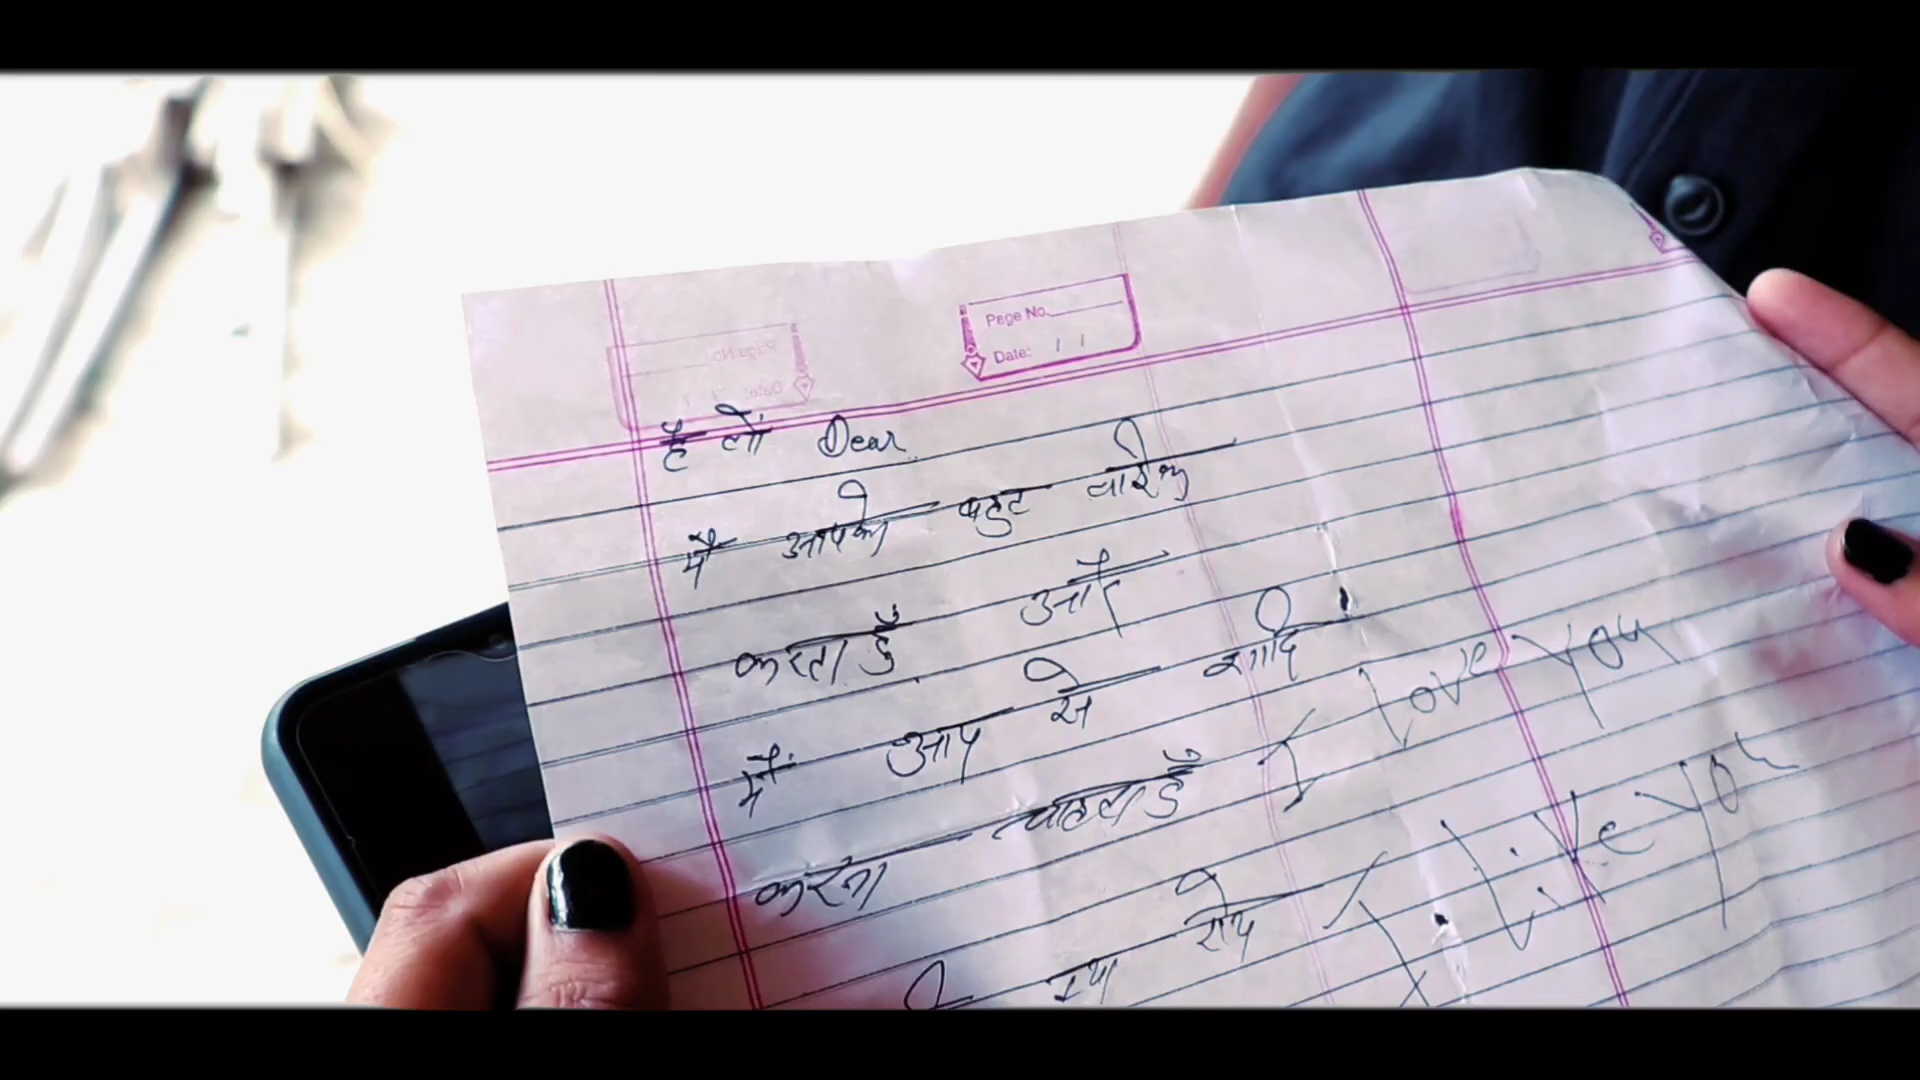 Page No.
Date: / /
है लो Dear
मै आपको बहुट
करता हुँ और
मैं आप से शादि
करना चाहता हुँ I Love You
I Like You